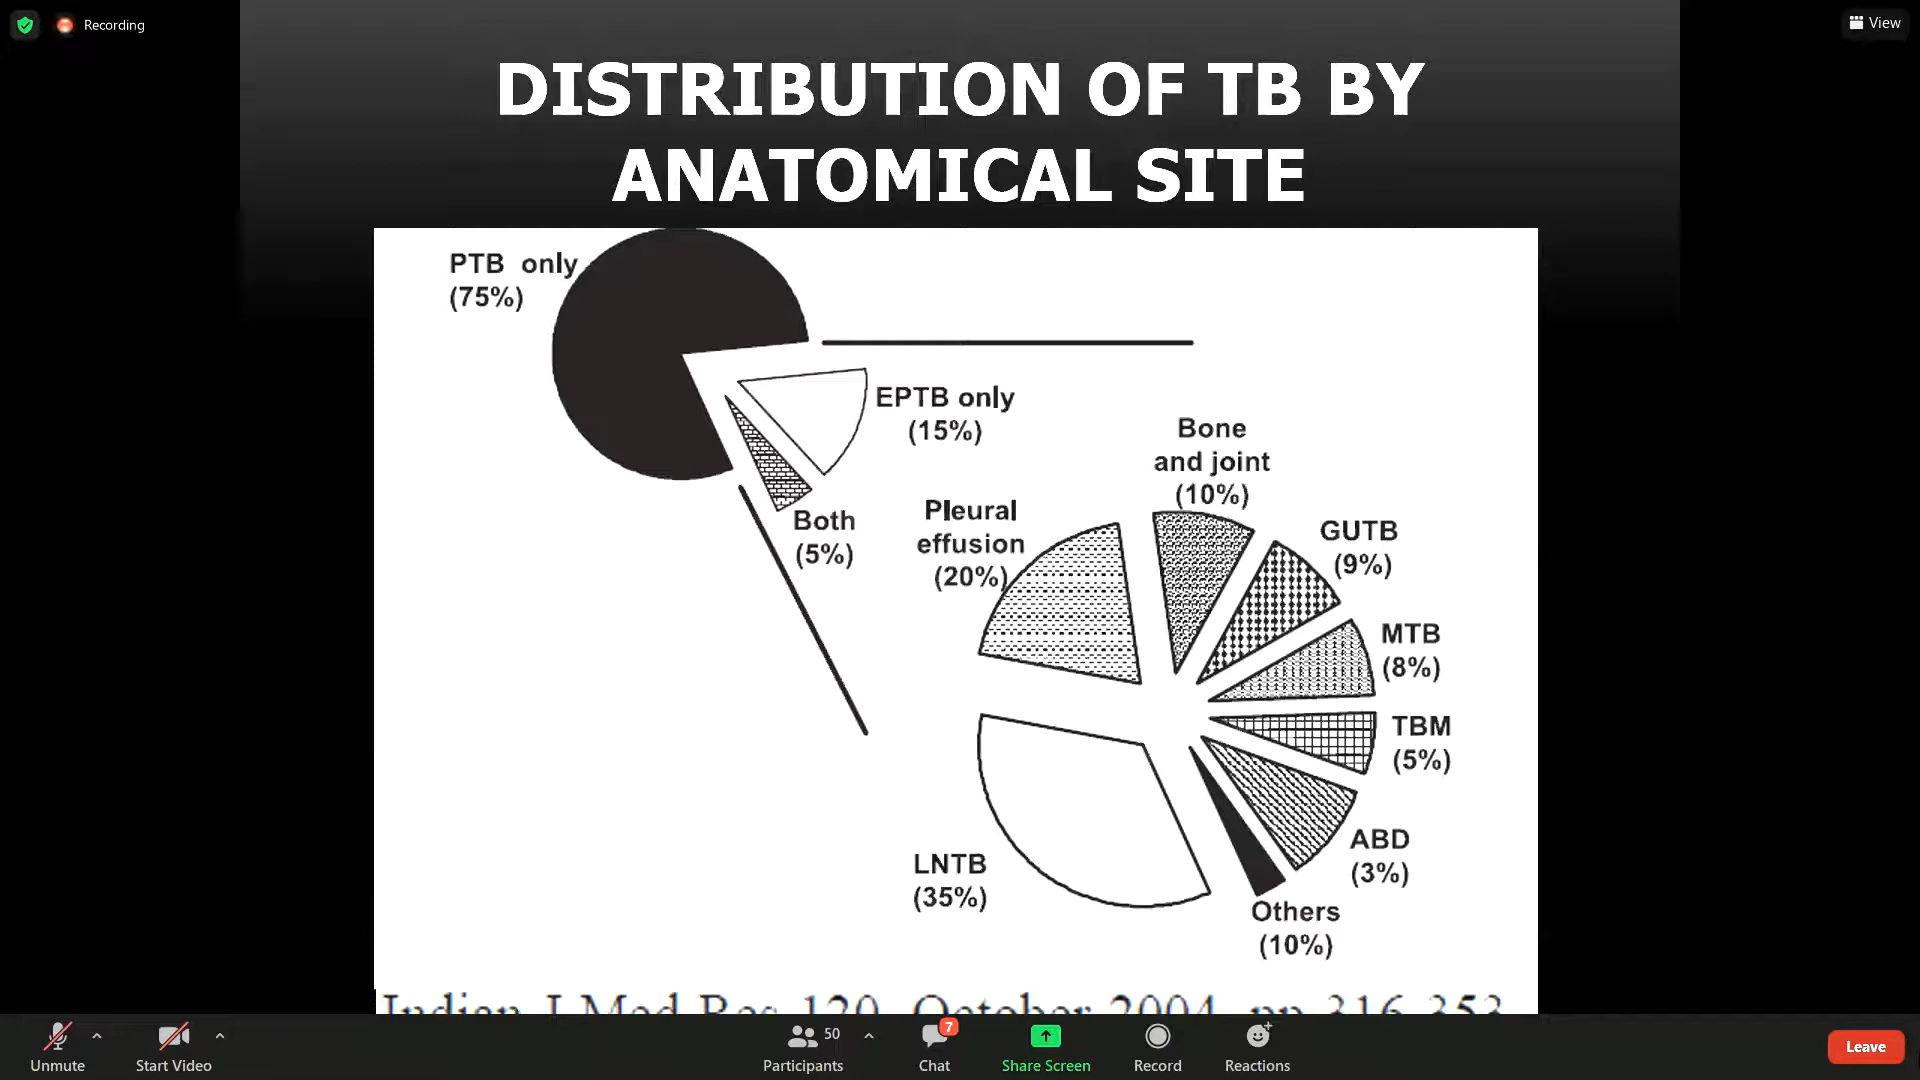 Recording
View
DISTRIBUTION OF TB BY
ANATOMICAL SITE
PTB only
(75%)
EPTB only
(15%)
Both
(5%)
Bone
and joint
(10%)
Pleural
effusion
(20%)
GUTB
(9%)
MTB
(8%)
TBM
(5%)
ABD
(3%)
LNTB
(35%)
Others
(10%)
Indian J Med Res 120, October 2004, pp 316-353
Unmute
Start Video
50
Participants
7
Chat
Share Screen
Record
Reactions
Leave